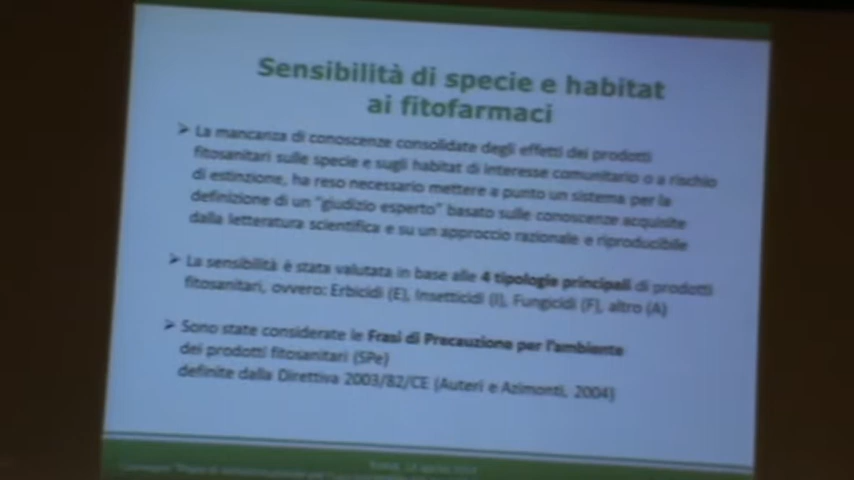 Sensibilità di specie e habitat
ai fitofarmaci
➤ La mancanza di conoscenze consolidate degli effetti dei prodotti
fitosanitari sulle specie e sugli habitat di interesse comunitario o a rischio
di estinzione, ha reso necessario mettere a punto un sistema per la
definizione di un "giudizio esperto" basato sulle conoscenze acquisite
dalla letteratura scientifica e su un approccio razionale e riproducibile
➤ La sensibilità è stata valutata in base alle 4 tipologie principali di prodotti
fitosanitari, ovvero: Erbicidi (E), Insetticidi (I), Fungicidi (F), altro (A)
➤ Sono state considerate le Frasi di Precauzione per l'ambiente
dei prodotti fitosanitari (SPe)
definite dalla Direttiva 2003/82/CE (Auteri e Azimonti, 2004)